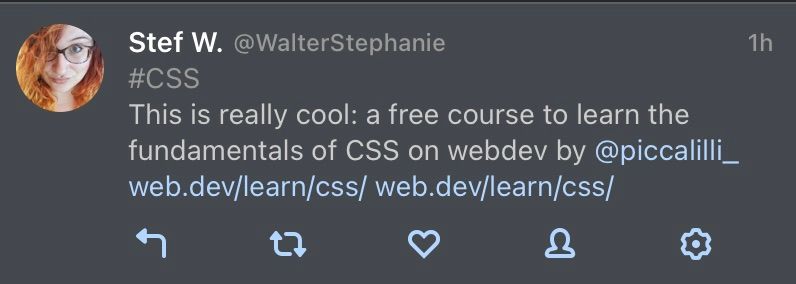 Stef W. @WalterStephanie 1h
#CSS
This is really cool: a free course to learn the
fundamentals of CSS on webdev by @piccalilli_
web.dev/learn/css/ web.dev/learn/css/